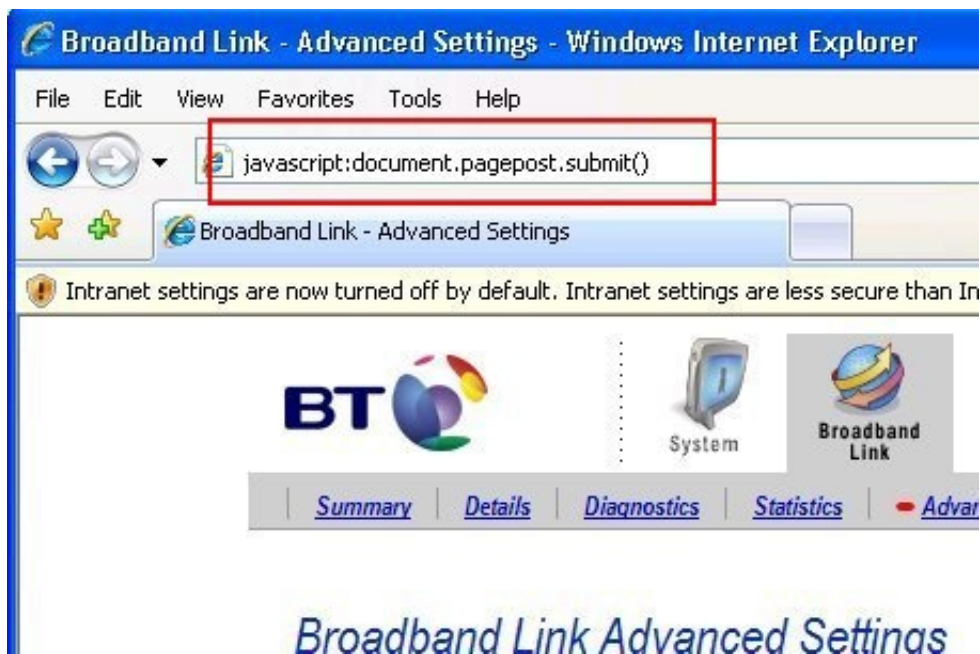 Broadband Link - Advanced Settings - Windows Internet Explorer
File Edit View Favorites Tools Help
javascript:document.pagepost.submit()
Broadband Link - Advanced Settings
Intranet settings are now turned off by default. Intranet settings are less secure than In
BT
System
Broadband
Link
Summary Details Diagnostics Statistics Advan
Broadband Link Advanced Settings